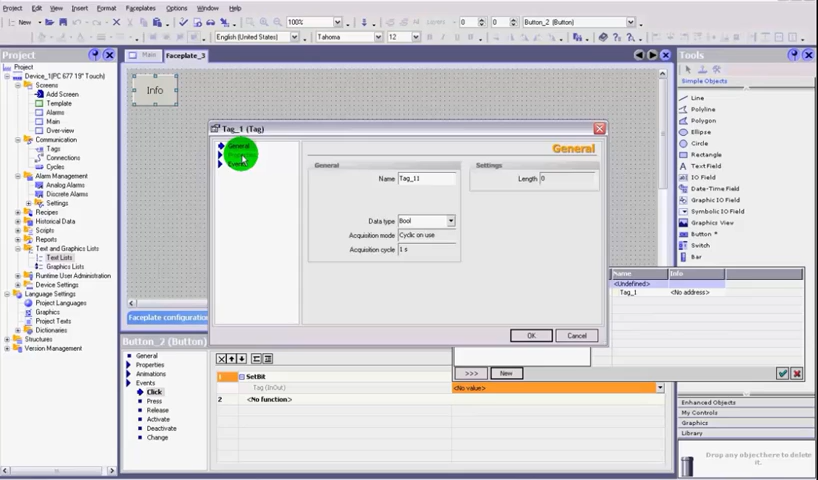 Project Edit View Insert Format Faceplates Options Window Help
New 100% 0 0 Button_2 (Button)
English (United States) Tahoma 12
Project
Project
Device_1(PC 677 19" Touch)
Screens
Add Screen
Template
Alarms
Main
Over-view
Communication
Tags
Connections
Cycles
Alarm Management
Analog Alarms
Discrete Alarms
Settings
Recipes
Historical Data
Scripts
Reports
Text and Graphics Lists
Text Lists
Graphics Lists
Runtime User Administration
Device Settings
Language Settings
Project Languages
Graphics
Project Texts
Dictionaries
Structures
Version Management
Main Faceplate_3
Info
Tag_1 (Tag)
General
Events
General
General
Name Tag_11
Data type Bool
Acquisition mode Cyclic on use
Acquisition cycle 1 s
Settings
Length 0
OK Cancel
Faceplate configuration
Name Info
<Undefined>
Tag_1 <No address>
>>> New
Button_2 (Button)
General
Properties
Animations
Events
Click
Press
Release
Activate
Deactivate
Change
1 SetBit
Tag (InOut) <No value>
2 <No function>
Tools
Simple Objects
Line
Polyline
Polygon
Ellipse
Circle
Rectangle
Text Field
IO Field
Date-Time Field
Graphic IO Field
Symbolic IO Field
Graphics View
Button
Switch
Bar
Enhanced Objects
My Controls
Graphics
Library
Drop any object here to delete it.